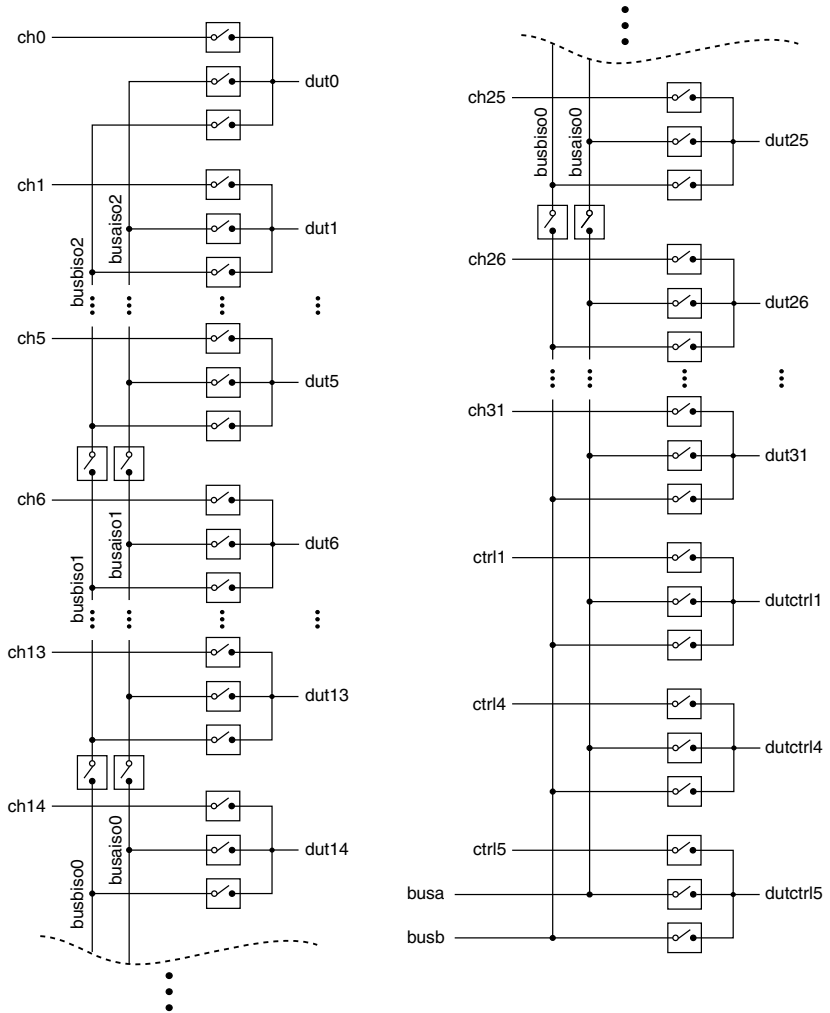 ch0
dut0
ch1
dut1
busbiso2
busaiso2
ch5
dut5
ch6
dut6
busbiso1
busaiso1
ch13
dut13
ch14
dut14
busbiso0
busaiso0
ch25
dut25
busbiso0
busaiso0
ch26
dut26
ch31
dut31
ctrl1
dutctrl1
ctrl4
dutctrl4
ctrl5
busa
dutctrl5
busb